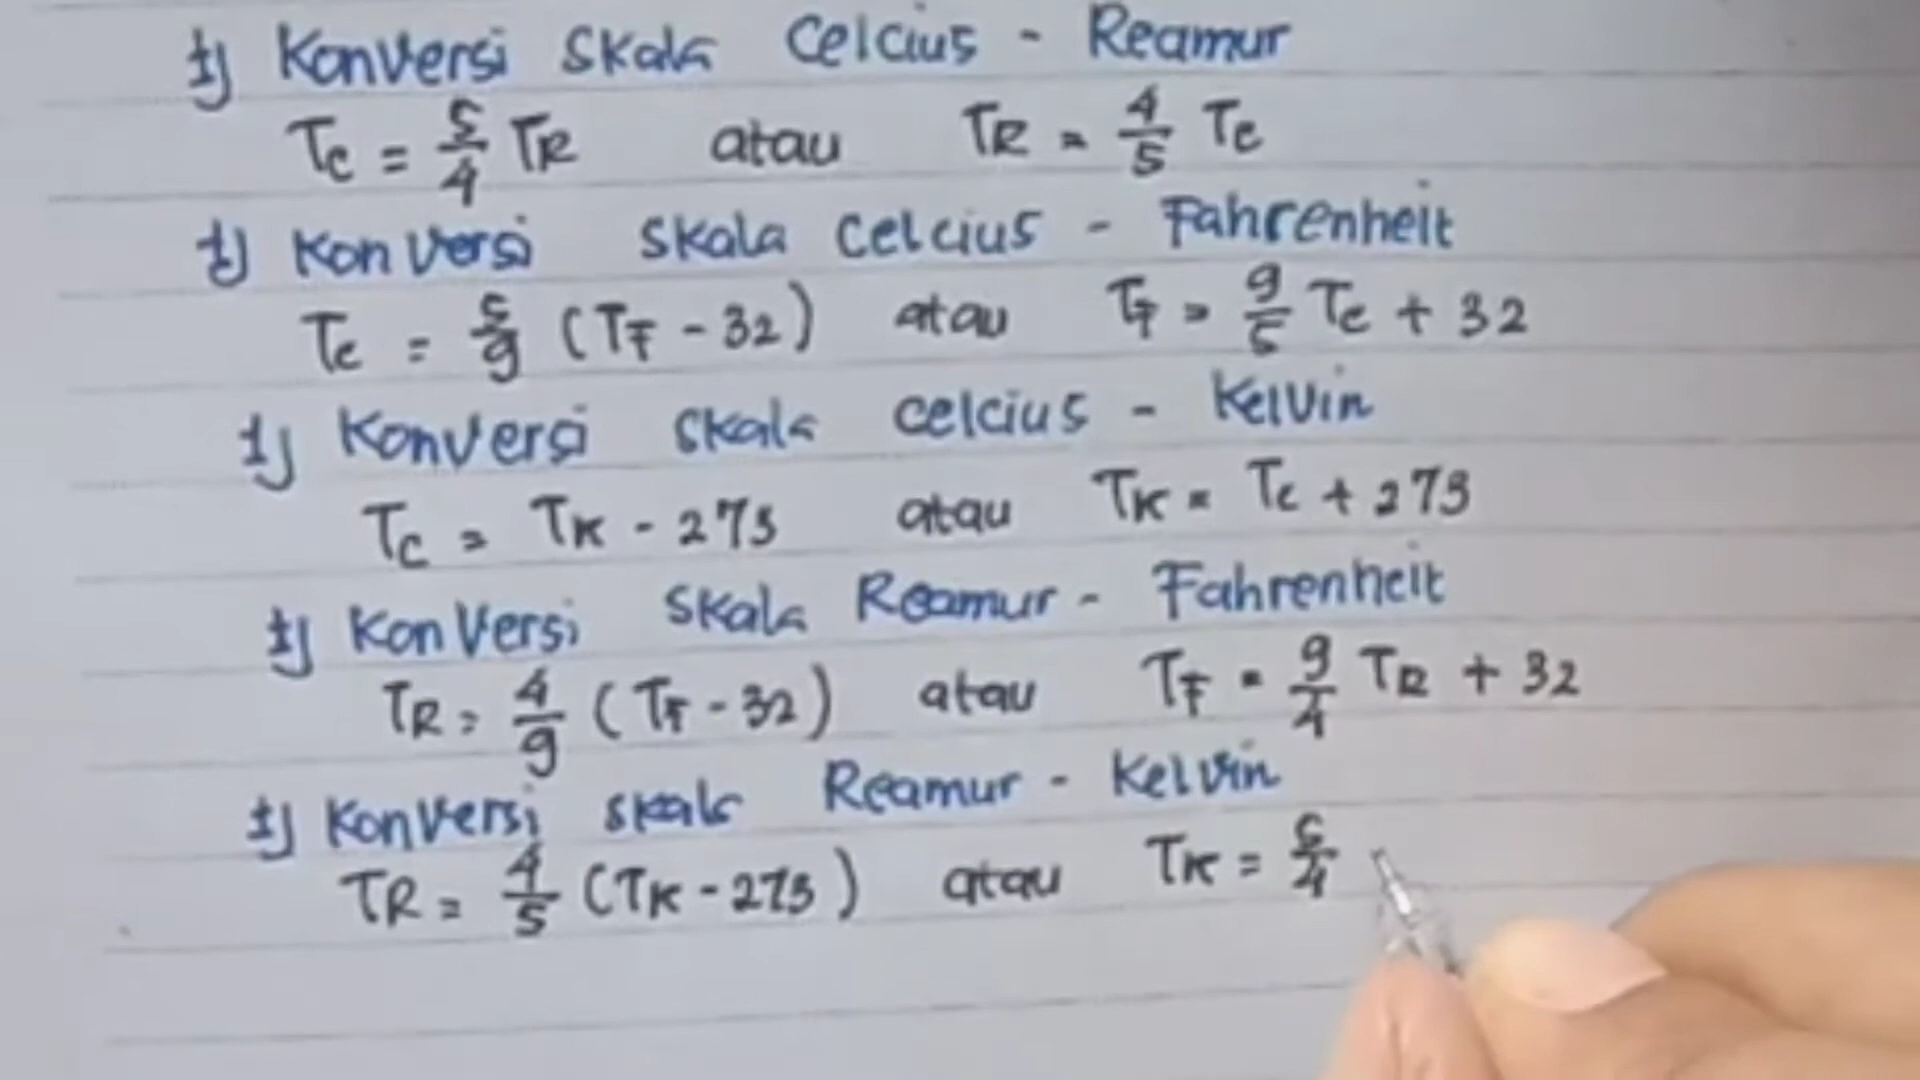 1) Konversi Skala Celcius - Reamur
Tc = 5/4 TR atau TR = 4/5 Tc
1) Konversi Skala Celcius - Fahrenheit
Tc = 5/9 (TF - 32) atau TF = 9/5 Tc + 32
1) Konversi Skala Celcius - Kelvin
Tc = TK - 273 atau TK = Tc + 273
1) Konversi Skala Reamur - Fahrenheit
TR = 4/9 (TF - 32) atau TF = 9/4 TR + 32
1) Konversi skala Reamur - Kelvin
TR = 4/5 (TK - 273) atau TK = 5/4